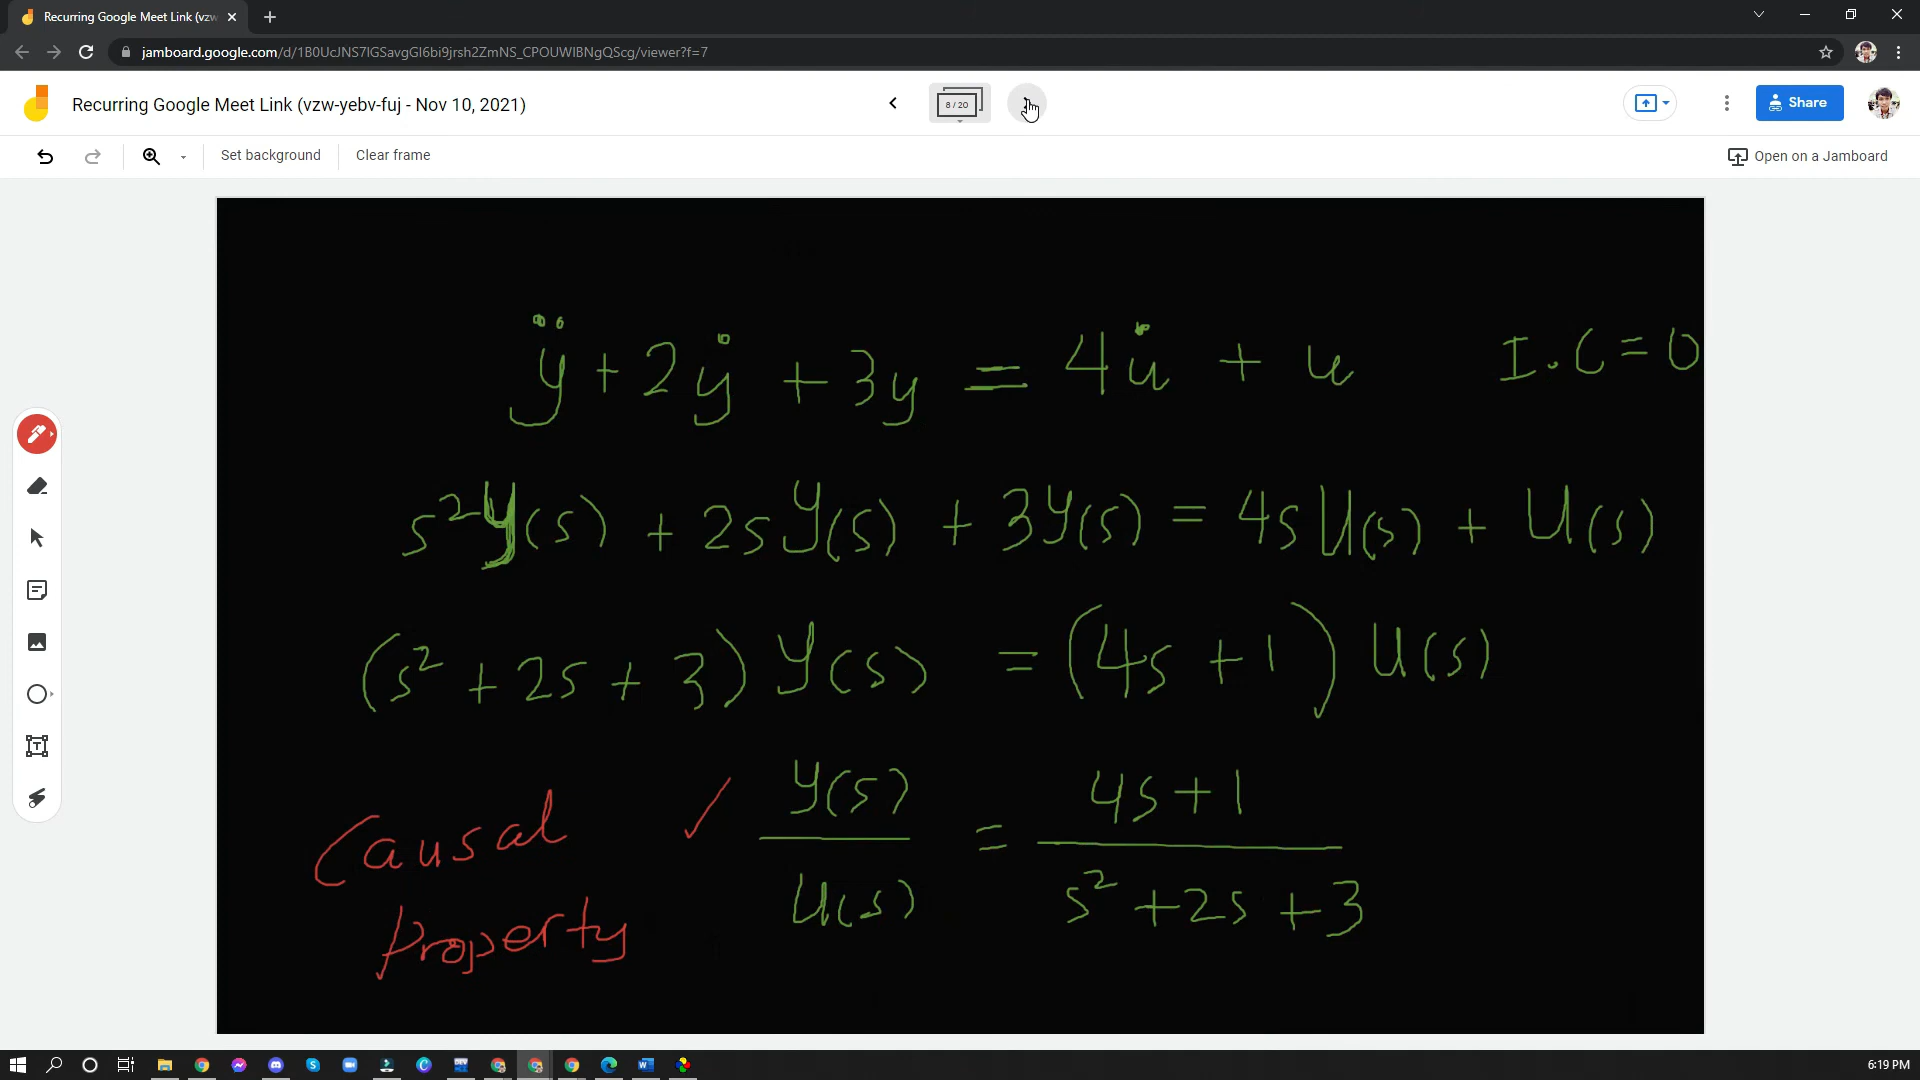 Recurring Google Meet Link (vzw
jamboard.google.com/d/1B0UcJNS7IGSavgGl6bi9jrsh2ZmNS_CPOUWIBNgQScg/viewer?f=7
Recurring Google Meet Link (vzw-yebv-fuj - Nov 10, 2021)
8 / 20
Share
Set background
Clear frame
Open on a Jamboard
ÿ + 2ẏ + 3y = 4u̇ + u I.C = 0
s²Y(s) + 2sY(s) + 3Y(s) = 4sU(s) + U(s)
(s² + 2s + 3) Y(s) = (4s + 1) U(s)
Causal Property
✓ Y(s)/U(s) = (4s + 1)/(s² + 2s + 3)
6:19 PM